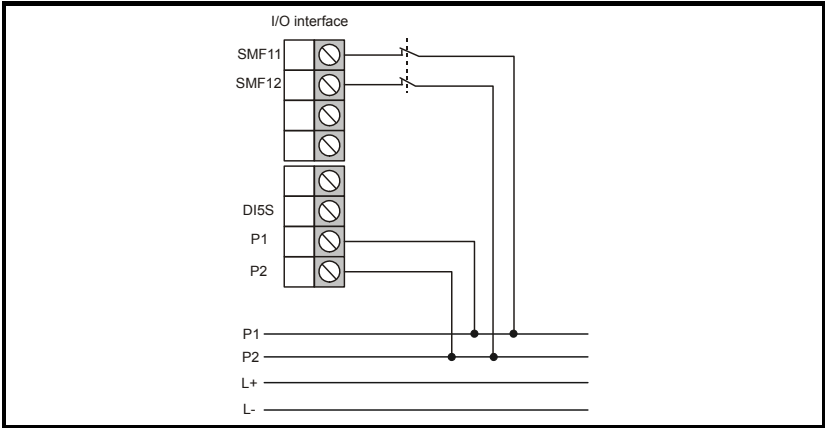 I/O interface
SMF11
SMF12
DI5S
P1
P2
P1
P2
L+
L-